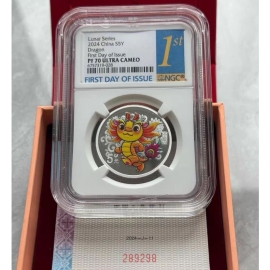 Lunar Series
2024 China S5Y
Dragon
First Day of Issue
PF 70 ULTRA CAMEO
1st
NGC
FIRST DAY OF ISSUE
289298